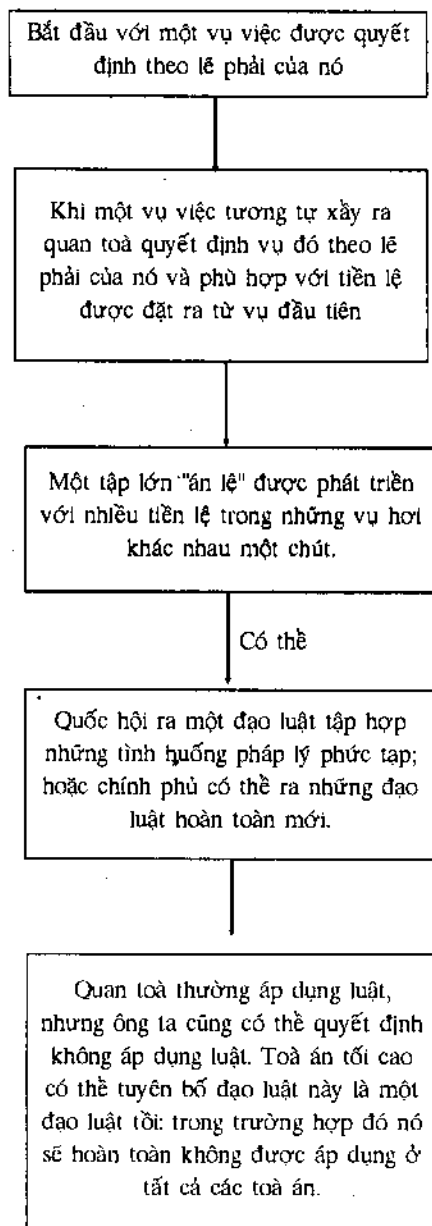 Bắt đầu với một vụ việc được quyết
định theo lẽ phải của nó
Khi một vụ việc tương tự xầy ra
quan toà quyết định vụ đó theo lẽ
phải của nó và phù hợp với tiền lệ
được đặt ra từ vụ đầu tiên
Một tập lớn "án lệ" được phát triền
với nhiều tiền lệ trong những vụ hơi
khác nhau một chút.
Có thề
Quốc hội ra một đạo luật tập hợp
những tình huống pháp lý phức tạp;
hoặc chính phủ có thề ra những đạo
luật hoàn toàn mới.
Quan toà thường áp dụng luật,
nhưng ông ta cũng có thề quyết định
không áp dụng luật. Toà án tối cao
có thề tuyên bố đạo luật này là một
đạo luật tồi: trong trường hợp đó nó
sẽ hoàn toàn không được áp dụng ở
tất cả các toà án.